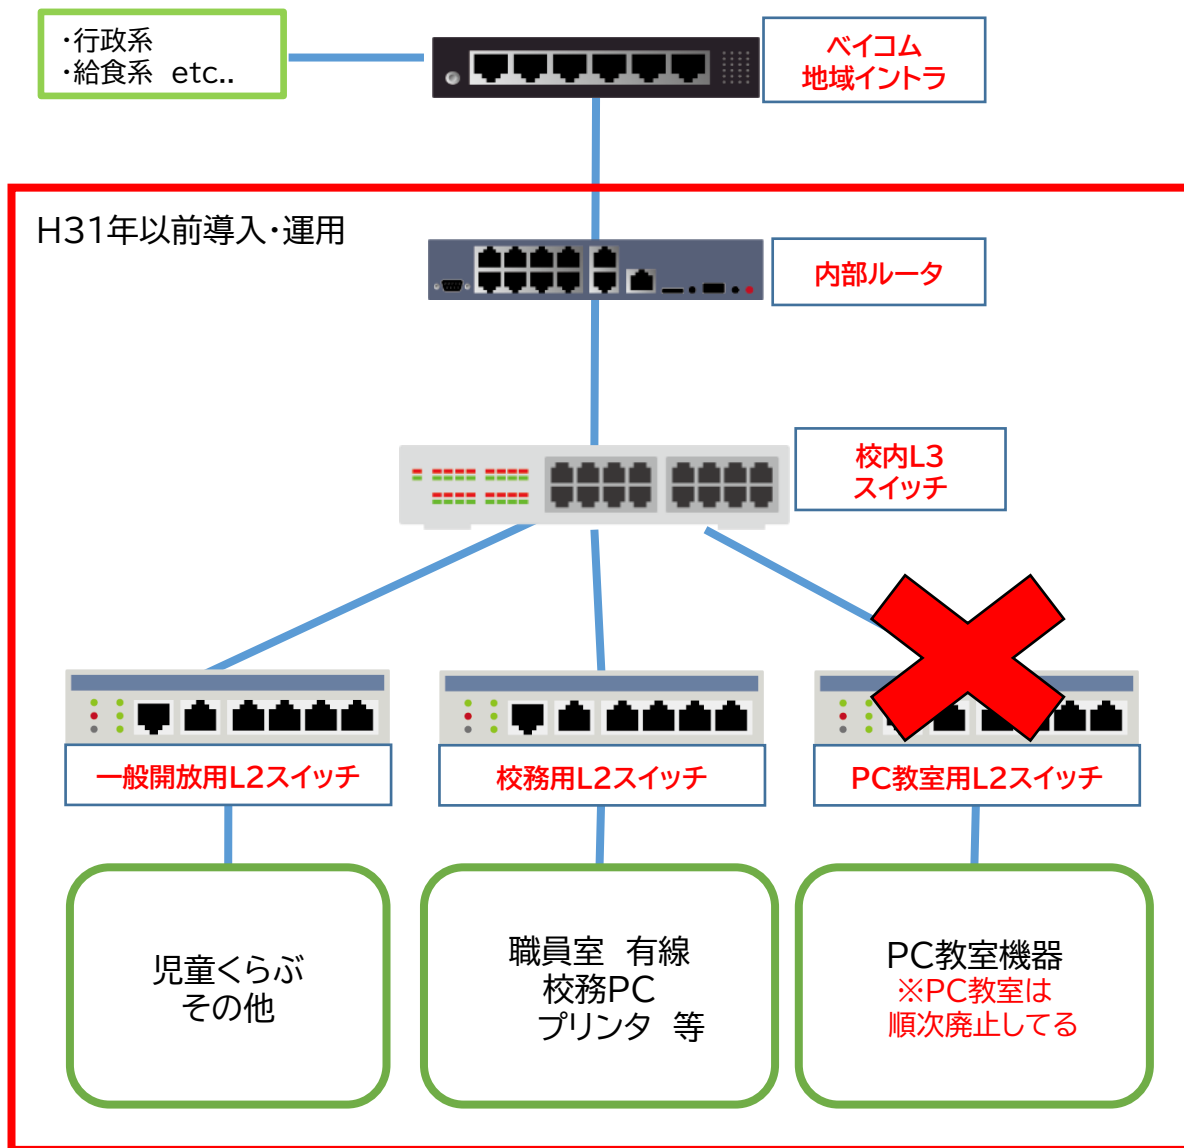 ・行政系
・給食系　etc..
ベイコム
地域イントラ
H31年以前導入・運用
内部ルータ
校内L3
スイッチ
一般開放用L2スイッチ
校務用L2スイッチ
PC教室用L2スイッチ
児童くらぶ
その他
職員室　有線
校務PC
プリンタ　等
PC教室機器
※PC教室は
順次廃止してる